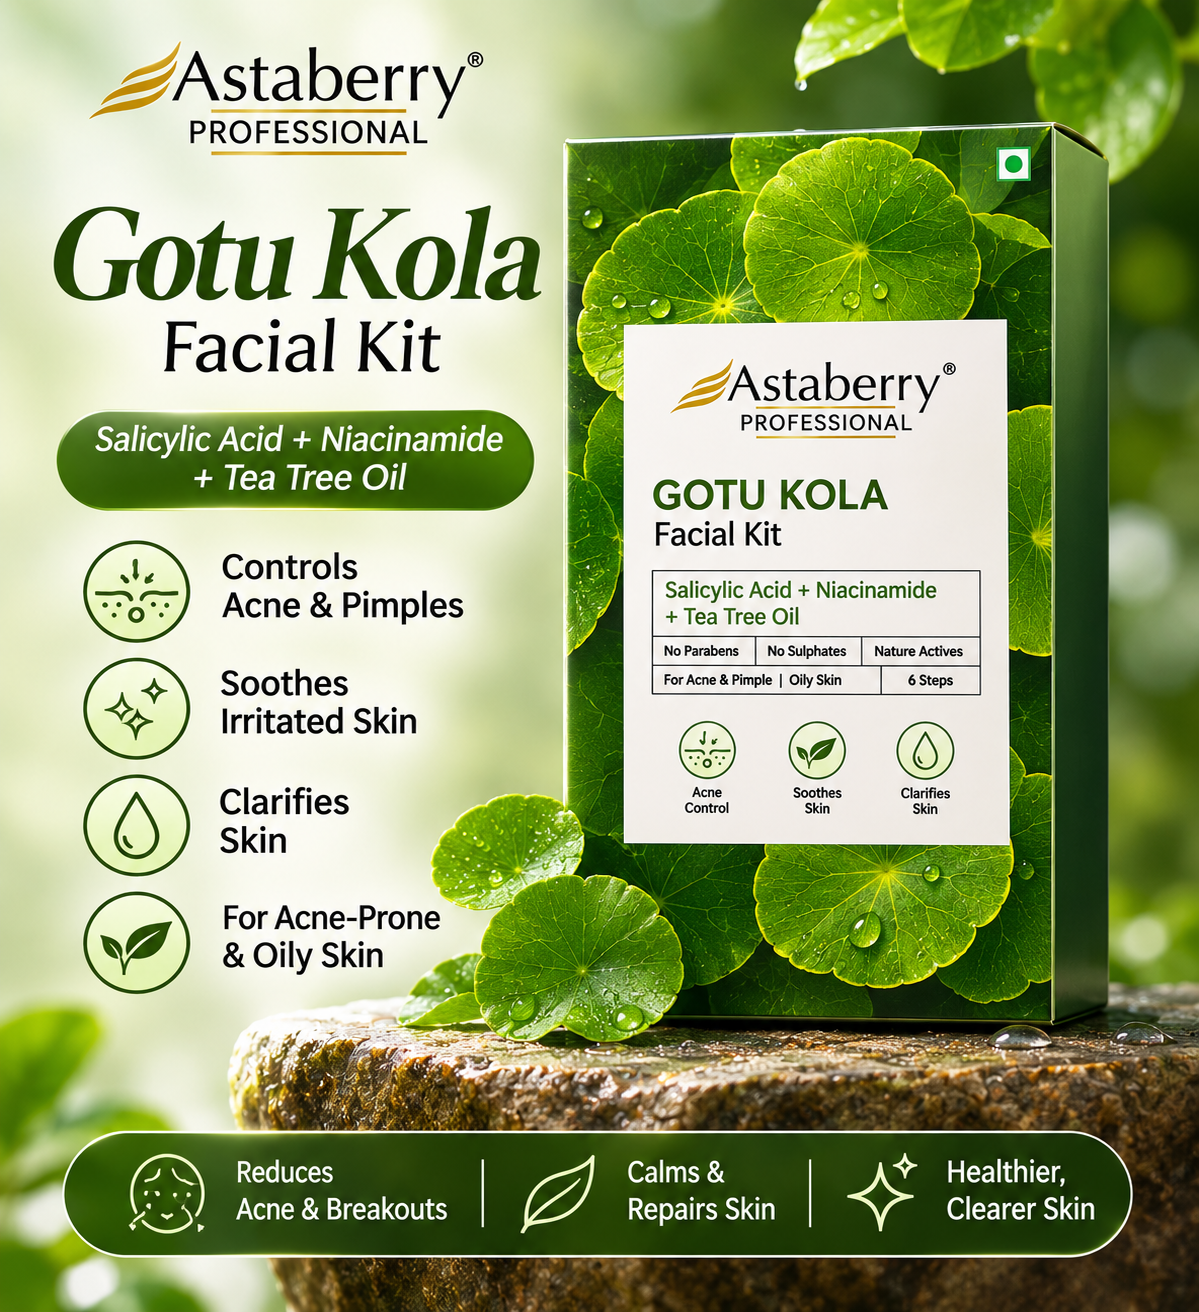 Astaberry®
PROFESSIONAL
Gotu Kola
Facial Kit
Salicylic Acid + Niacinamide
+ Tea Tree Oil
Controls
Acne & Pimples
Soothes
Irritated Skin
Clarifies
Skin
For Acne-Prone
& Oily Skin
Astaberry®
PROFESSIONAL
GOTU KOLA
Facial Kit
Salicylic Acid + Niacinamide
+ Tea Tree Oil
No Parabens
No Sulphates
Nature Actives
For Acne & Pimple | Oily Skin
6 Steps
Acne
Control
Soothes
Skin
Clarifies
Skin
Reduces
Acne & Breakouts
Calms &
Repairs Skin
Healthier,
Clearer Skin